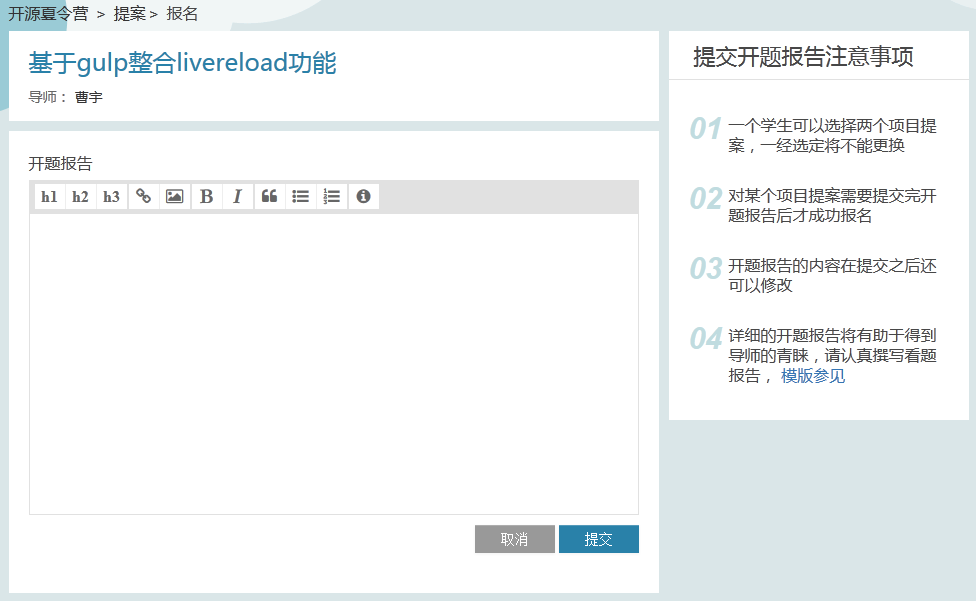 开源夏令营 > 提案 > 报名
基于gulp整合livereload功能
导师： 曹宇
开题报告
h1 h2 h3 B I
取消 提交
提交开题报告注意事项
01 一个学生可以选择两个项目提
案，一经选定将不能更换
02 对某个项目提案需要提交完开
题报告后才成功报名
03 开题报告的内容在提交之后还
可以修改
04 详细的开题报告将有助于得到
导师的青睐，请认真撰写看题
报告， 模版参见